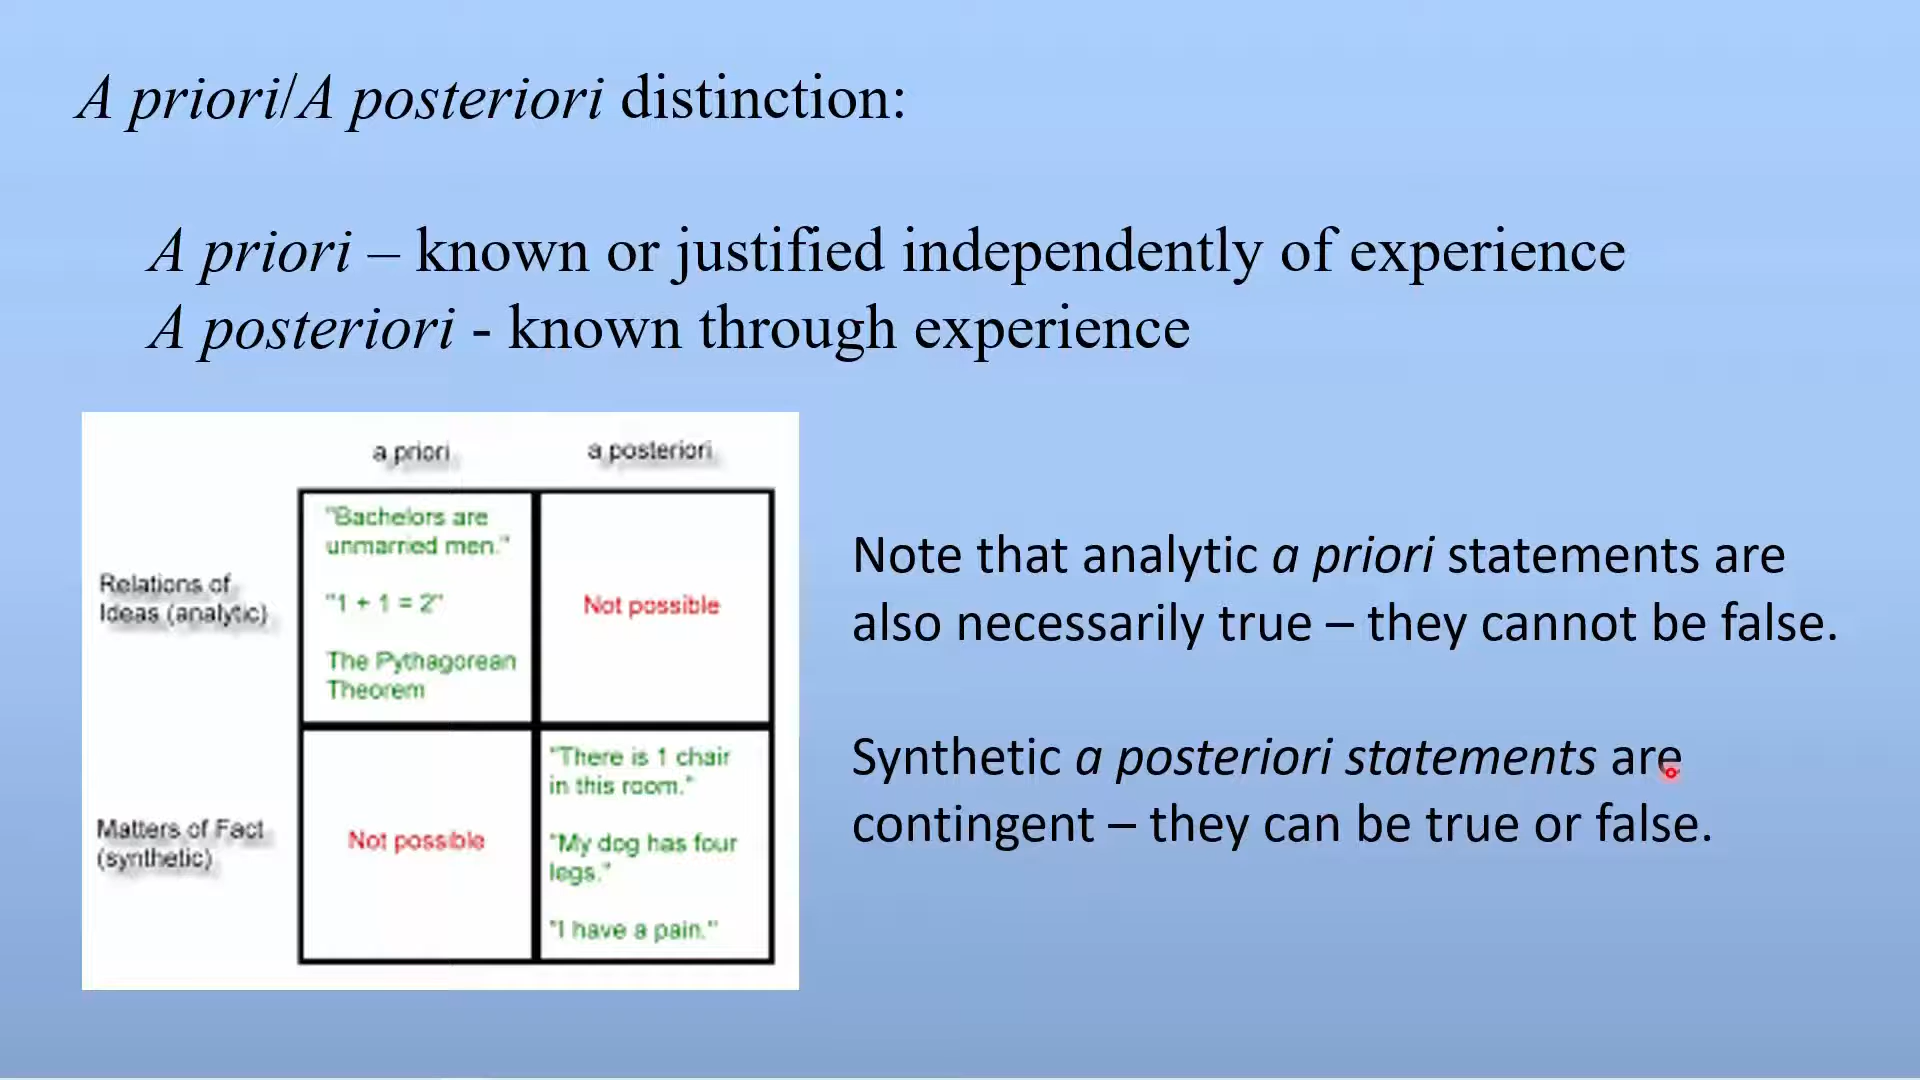 A priori/A posteriori distinction:
A priori – known or justified independently of experience
A posteriori - known through experience
a priori
a posteriori
Relations of
Ideas (analytic)
"Bachelors are
unmarried men."
"1 + 1 = 2"
The Pythagorean
Theorem
Not possible
Matters of Fact
(synthetic)
Not possible
"There is 1 chair
in this room."
"My dog has four
legs."
"I have a pain."
Note that analytic a priori statements are
also necessarily true – they cannot be false.
Synthetic a posteriori statements are
contingent – they can be true or false.